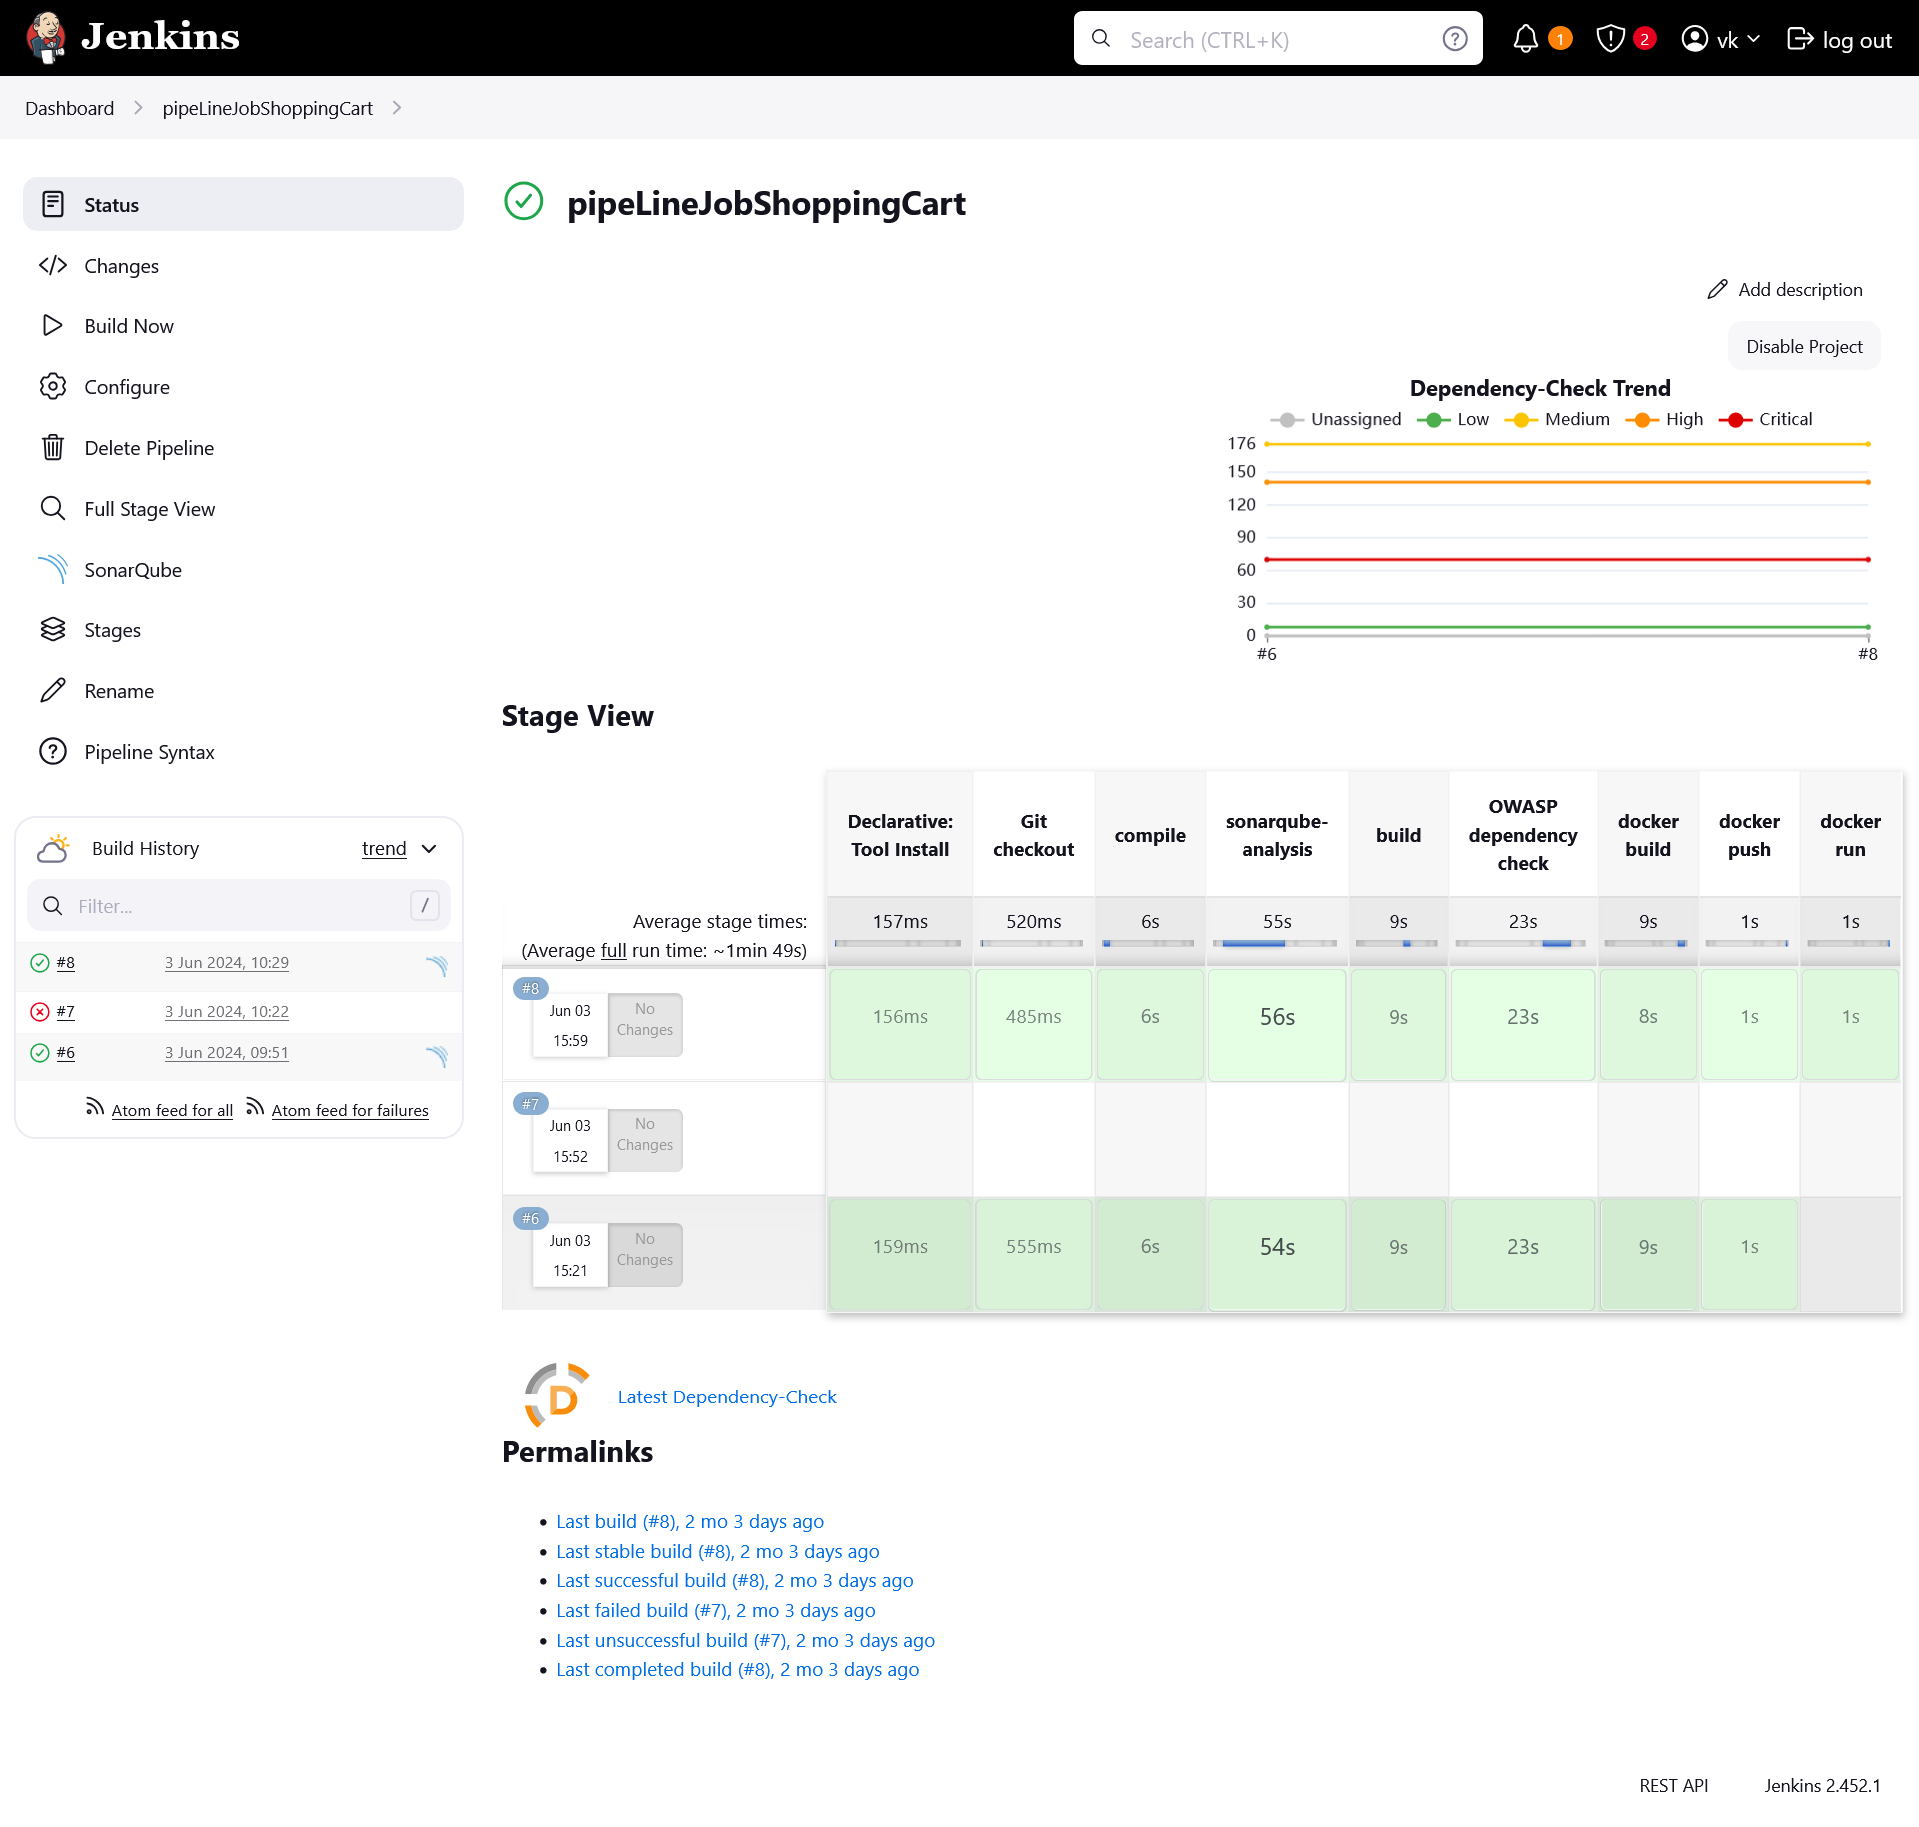 Jenkins
Search (CTRL+K)
1
2
vk
log out
Dashboard
pipeLineJobShoppingCart
Status
Changes
Build Now
Configure
Delete Pipeline
Full Stage View
SonarQube
Stages
Rename
Pipeline Syntax
Build History
trend
Filter...
/
#8
3 Jun 2024, 10:29
#7
3 Jun 2024, 10:22
#6
3 Jun 2024, 09:51
Atom feed for all
Atom feed for failures
pipeLineJobShoppingCart
Add description
Disable Project
Dependency-Check Trend
Unassigned Low Medium High Critical
176
150
120
90
60
30
0
#6 #8
Stage View
Declarative: Tool Install
Git checkout
compile
sonarqube-analysis
build
OWASP dependency check
docker build
docker push
docker run
Average stage times:
(Average full run time: ~1min 49s)
157ms 520ms 6s 55s 9s 23s 9s 1s 1s
#8
Jun 03
15:59
No Changes
156ms 485ms 6s 56s 9s 23s 8s 1s 1s
#7
Jun 03
15:52
No Changes
#6
Jun 03
15:21
No Changes
159ms 555ms 6s 54s 9s 23s 9s 1s
D
Latest Dependency-Check
Permalinks
Last build (#8), 2 mo 3 days ago
Last stable build (#8), 2 mo 3 days ago
Last successful build (#8), 2 mo 3 days ago
Last failed build (#7), 2 mo 3 days ago
Last unsuccessful build (#7), 2 mo 3 days ago
Last completed build (#8), 2 mo 3 days ago
REST API
Jenkins 2.452.1